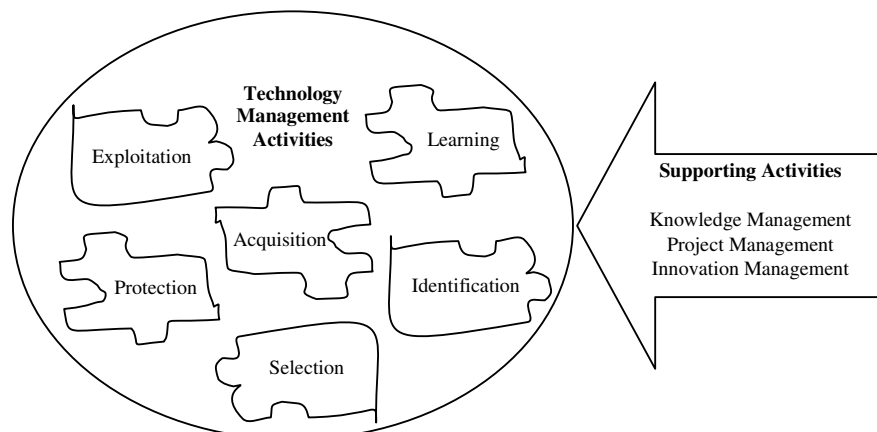 Technology
Management
Activities
Exploitation
Learning
Acquisition
Protection
Identification
Selection
Supporting Activities
Knowledge Management
Project Management
Innovation Management